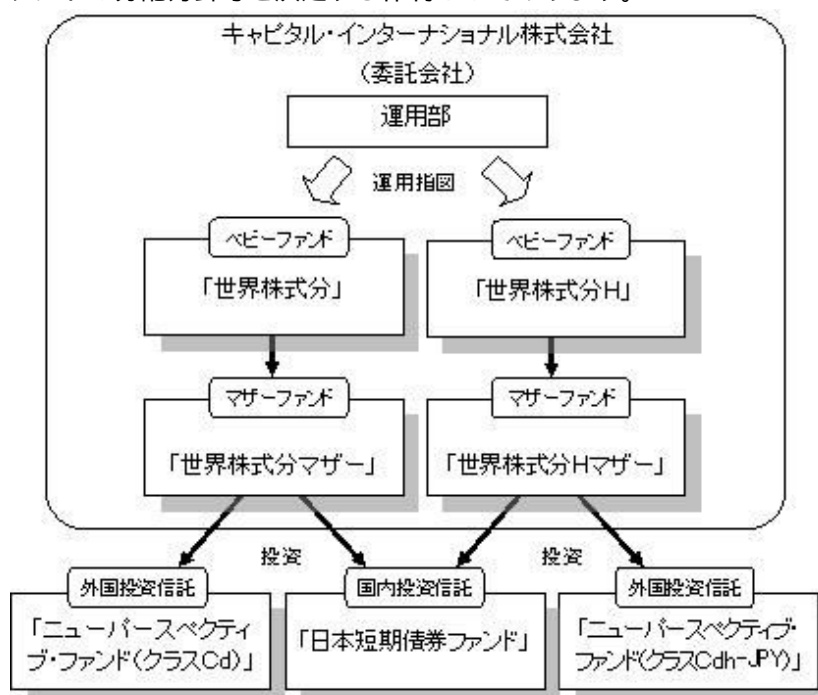 キャピタル・インターナショナル株式会社
（委託会社）
運用部
運用指図
ベビーファンド
ベビーファンド
「世界株式分」
「世界株式分H」
マザーファンド
マザーファンド
「世界株式分マザー」
「世界株式分Hマザー」
投資
投資
外国投資信託
国内投資信託
外国投資信託
「ニューパースペクティ
ブ・ファンド(クラスCd)」
「日本短期債券ファンド」
「ニューパースペクティブ・
ファンド(クラスCdh-JPY)」